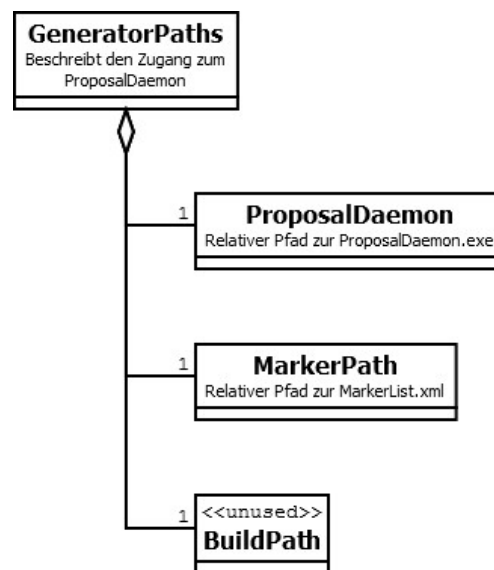 GeneratorPaths
Beschreibt den Zugang zum
ProposalDaemon
1
ProposalDaemon
Relativer Pfad zur ProposalDaemon.exe
1
MarkerPath
Relativer Pfad zur MarkerList.xml
1
<<unused>>
BuildPath